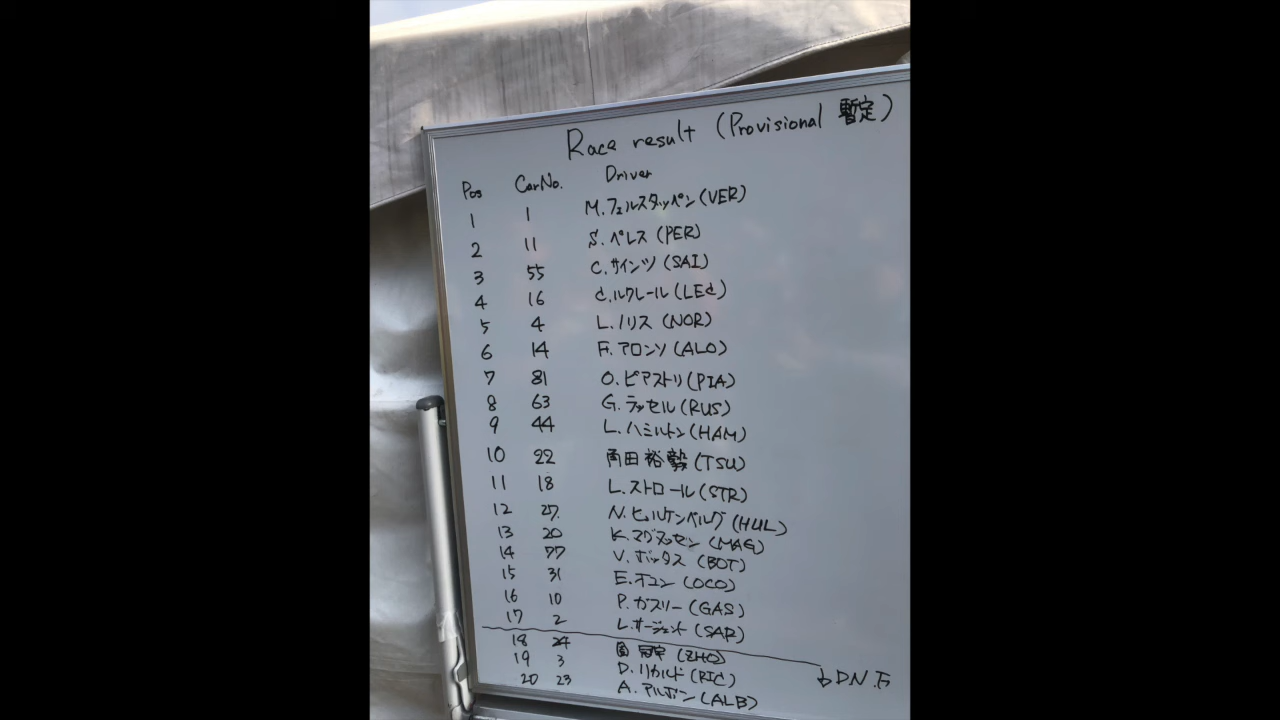 Race result (Provisional 暫定)
Pos Car No. Driver
1 1 M.フェルスタッペン(VER)
2 11 S.ペレス(PER)
3 55 C.サインツ(SAI)
4 16 C.ルクレール(LEC)
5 4 L.ノリス(NOR)
6 14 F.アロンソ(ALO)
7 81 O.ピアストリ(PIA)
8 63 G.ラッセル(RUS)
9 44 L.ハミルトン(HAM)
10 22 角田裕毅(TSU)
11 18 L.ストロール(STR)
12 27 N.ヒュルケンベルグ(HUL)
13 20 K.マグヌッセン(MAG)
14 77 V.ボッタス(BOT)
15 31 E.オコン(OCO)
16 10 P.ガスリー(GAS)
17 2 L.サージェント(SAR)
18 24 周 冠宇(ZHO)
19 3 D.リカルド(RIC)
20 23 A.アルボン(ALB)
↓D.N.F